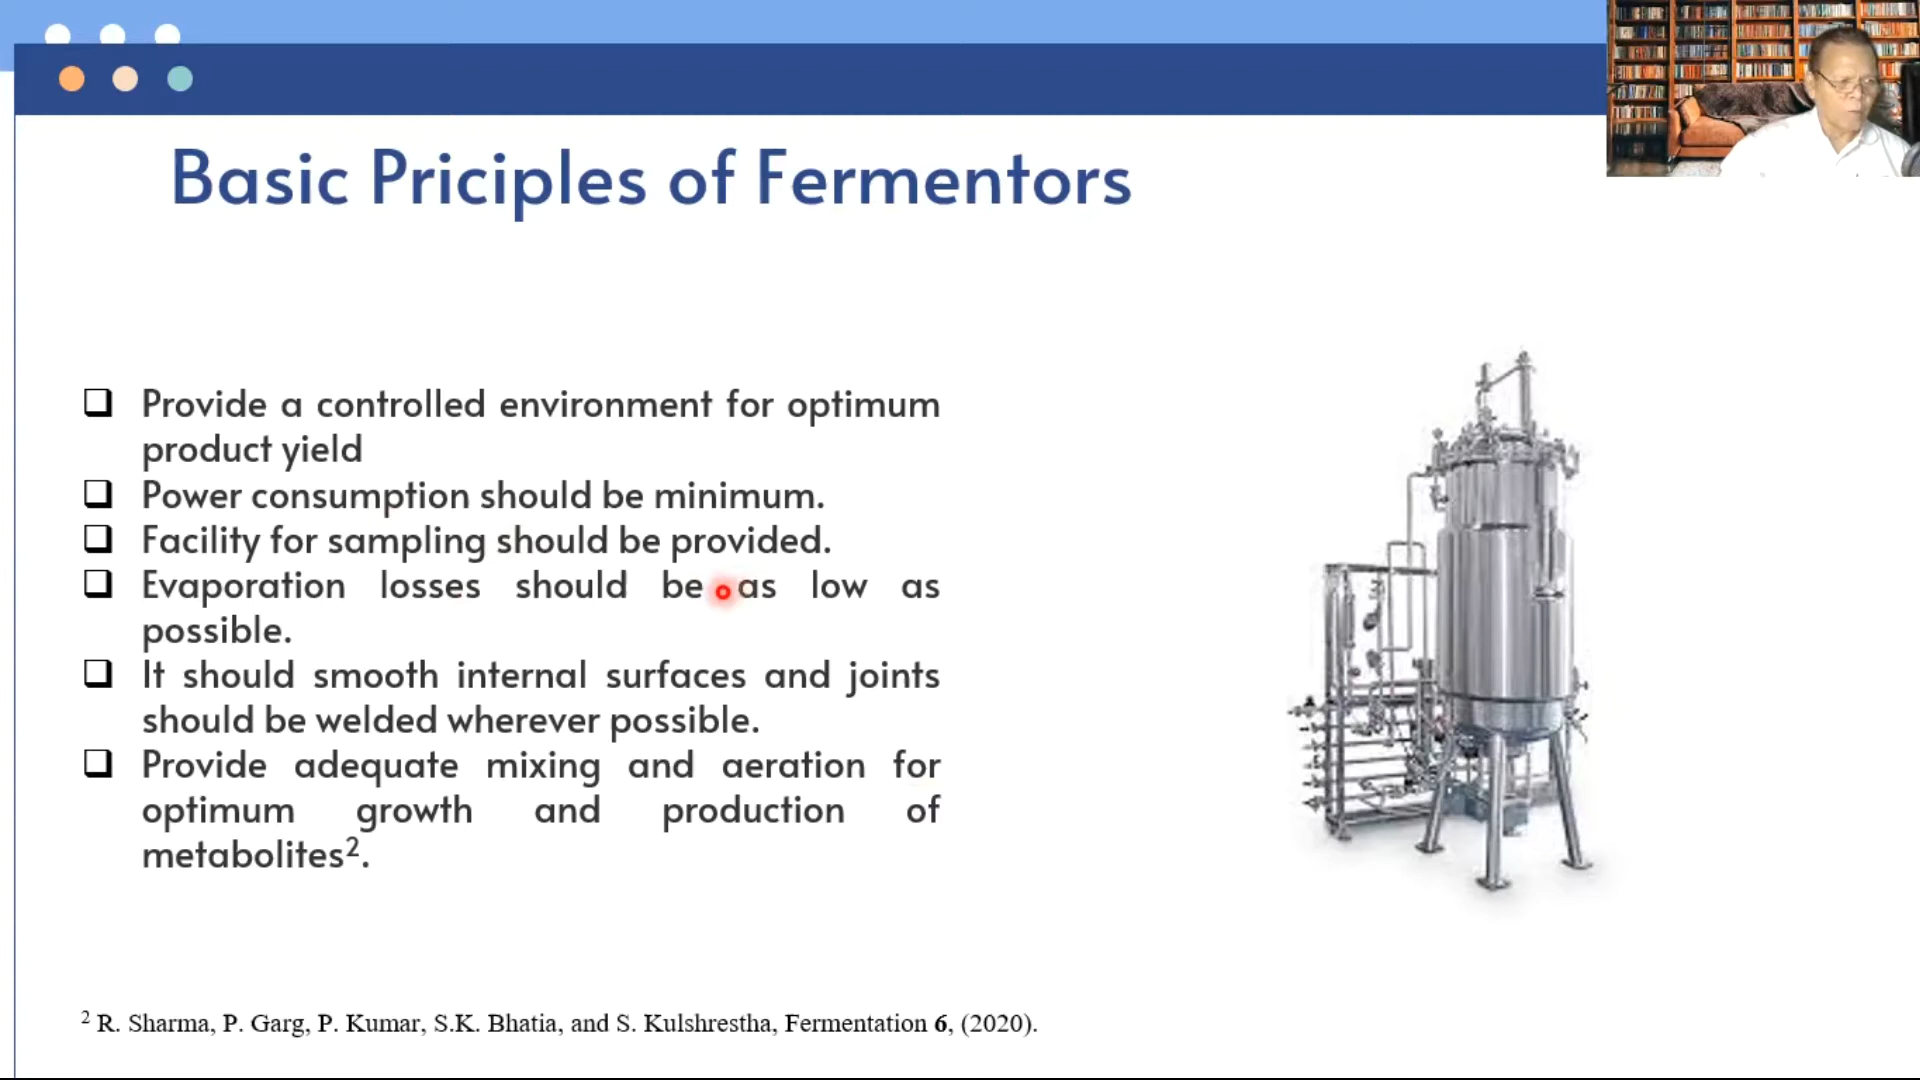 Basic Priciples of Fermentors
❑ Provide a controlled environment for optimum
product yield
❑ Power consumption should be minimum.
❑ Facility for sampling should be provided.
❑ Evaporation losses should be as low as
possible.
❑ It should smooth internal surfaces and joints
should be welded wherever possible.
❑ Provide adequate mixing and aeration for
optimum growth and production of
metabolites².
² R. Sharma, P. Garg, P. Kumar, S.K. Bhatia, and S. Kulshrestha, Fermentation 6, (2020).